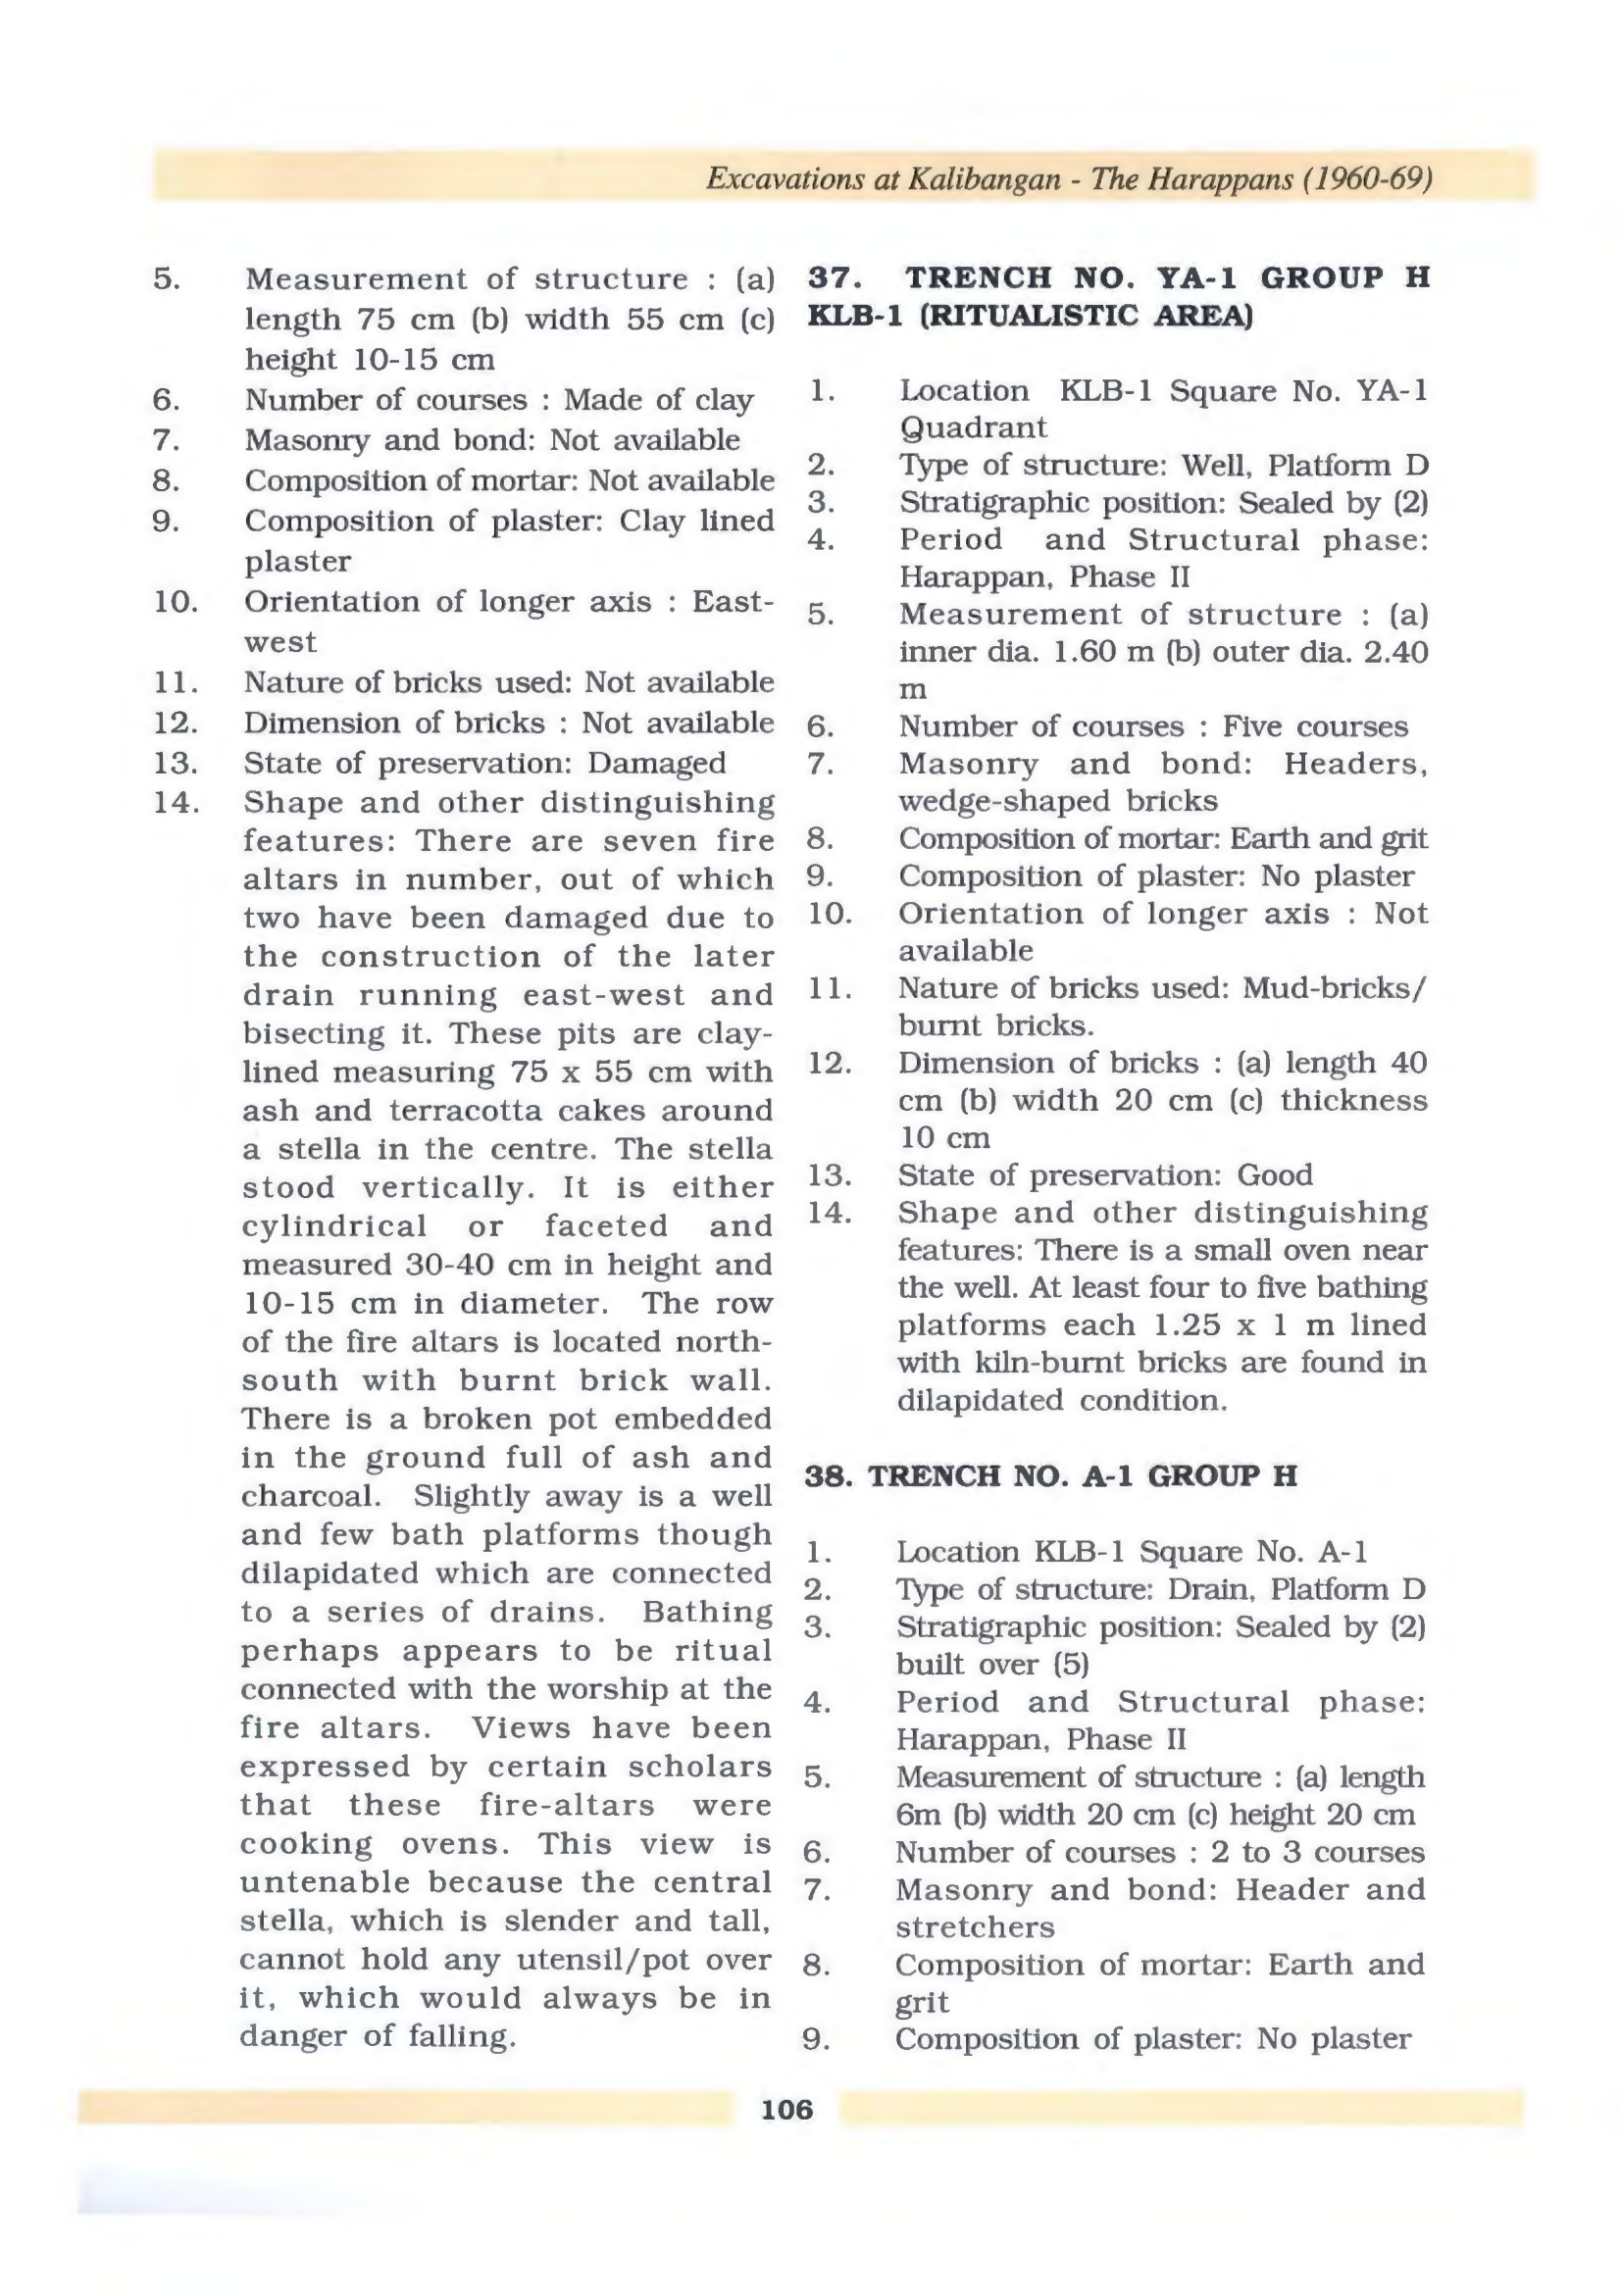 Excavations at Kalibangan - The Harappans (1960-69)
5. Measurement of structure : (a)
length 75 cm (b) width 55 cm (c)
height 10-15 cm
6. Number of courses : Made of clay
7. Masonry and bond: Not available
8. Composition of mortar: Not available
9. Composition of plaster: Clay lined
plaster
10. Orientation of longer axis : East-
west
11. Nature of bricks used: Not available
12. Dimension of bricks : Not available
13. State of preservation: Damaged
14. Shape and other distinguishing
features: There are seven fire
altars in number, out of which
two have been damaged due to
the construction of the later
drain running east-west and
bisecting it. These pits are clay-
lined measuring 75 x 55 cm with
ash and terracotta cakes around
a stella in the centre. The stella
stood vertically. It is either
cylindrical or faceted and
measured 30-40 cm in height and
10-15 cm in diameter. The row
of the fire altars is located north-
south with burnt brick wall.
There is a broken pot embedded
in the ground full of ash and
charcoal. Slightly away is a well
and few bath platforms though
dilapidated which are connected
to a series of drains. Bathing
perhaps appears to be ritual
connected with the worship at the
fire altars. Views have been
expressed by certain scholars
that these fire-altars were
cooking ovens. This view is
untenable because the central
stella, which is slender and tall,
cannot hold any utensil/pot over
it, which would always be in
danger of falling.
37. TRENCH NO. YA-1 GROUP H
KLB-1 (RITUALISTIC AREA)
1. Location KLB-1 Square No. YA-1
Quadrant
2. Type of structure: Well, Platform D
3. Stratigraphic position: Sealed by (2)
4. Period and Structural phase:
Harappan, Phase II
5. Measurement of structure : (a)
inner dia. 1.60 m (b) outer dia. 2.40
m
6. Number of courses : Five courses
7. Masonry and bond: Headers,
wedge-shaped bricks
8. Composition of mortar: Earth and grit
9. Composition of plaster: No plaster
10. Orientation of longer axis : Not
available
11. Nature of bricks used: Mud-bricks/
burnt bricks.
12. Dimension of bricks : (a) length 40
cm (b) width 20 cm (c) thickness
10 cm
13. State of preservation: Good
14. Shape and other distinguishing
features: There is a small oven near
the well. At least four to five bathing
platforms each 1.25 x 1 m lined
with kiln-burnt bricks are found in
dilapidated condition.
38. TRENCH NO. A-1 GROUP H
1. Location KLB-1 Square No. A-1
2. Type of structure: Drain, Platform D
3. Stratigraphic position: Sealed by (2)
built over (5)
4. Period and Structural phase:
Harappan, Phase II
5. Measurement of structure : (a) length
6m (b) width 20 cm (c) height 20 cm
6. Number of courses : 2 to 3 courses
7. Masonry and bond: Header and
stretchers
8. Composition of mortar: Earth and
grit
9. Composition of plaster: No plaster
106